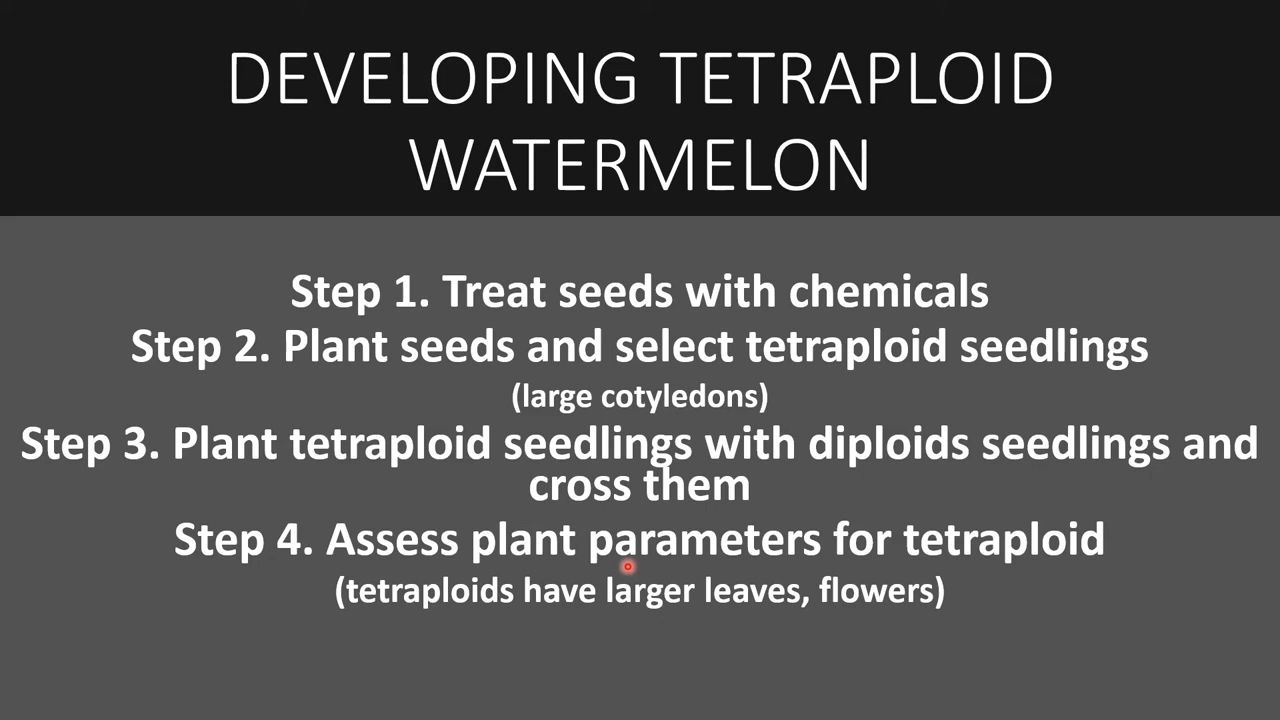 DEVELOPING TETRAPLOID
WATERMELON
Step 1. Treat seeds with chemicals
Step 2. Plant seeds and select tetraploid seedlings
(large cotyledons)
Step 3. Plant tetraploid seedlings with diploids seedlings and
cross them
Step 4. Assess plant parameters for tetraploid
(tetraploids have larger leaves, flowers)